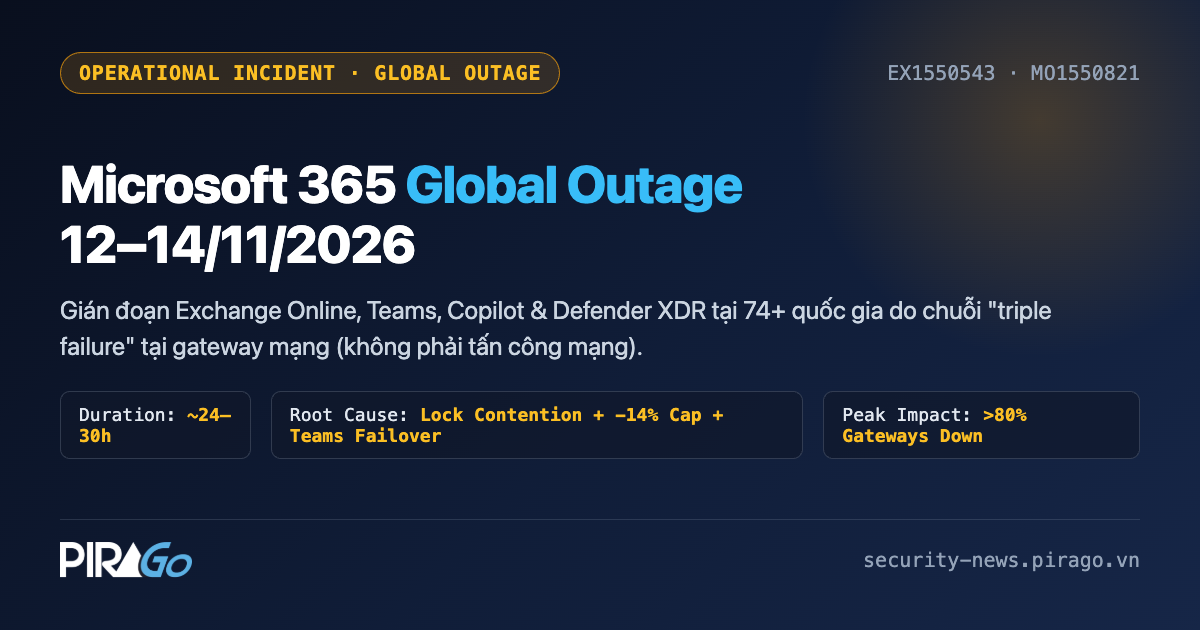 OPERATIONAL INCIDENT · GLOBAL OUTAGE
EX1550543 · MO1550821
Microsoft 365 Global Outage
12–14/11/2026
Gián đoạn Exchange Online, Teams, Copilot & Defender XDR tại 74+ quốc gia do chuỗi "triple
failure" tại gateway mạng (không phải tấn công mạng).
Duration: ~24–
30h
Root Cause: Lock Contention + −14% Cap +
Teams Failover
Peak Impact: >80%
Gateways Down
PIRAGO
security-news.pirago.vn